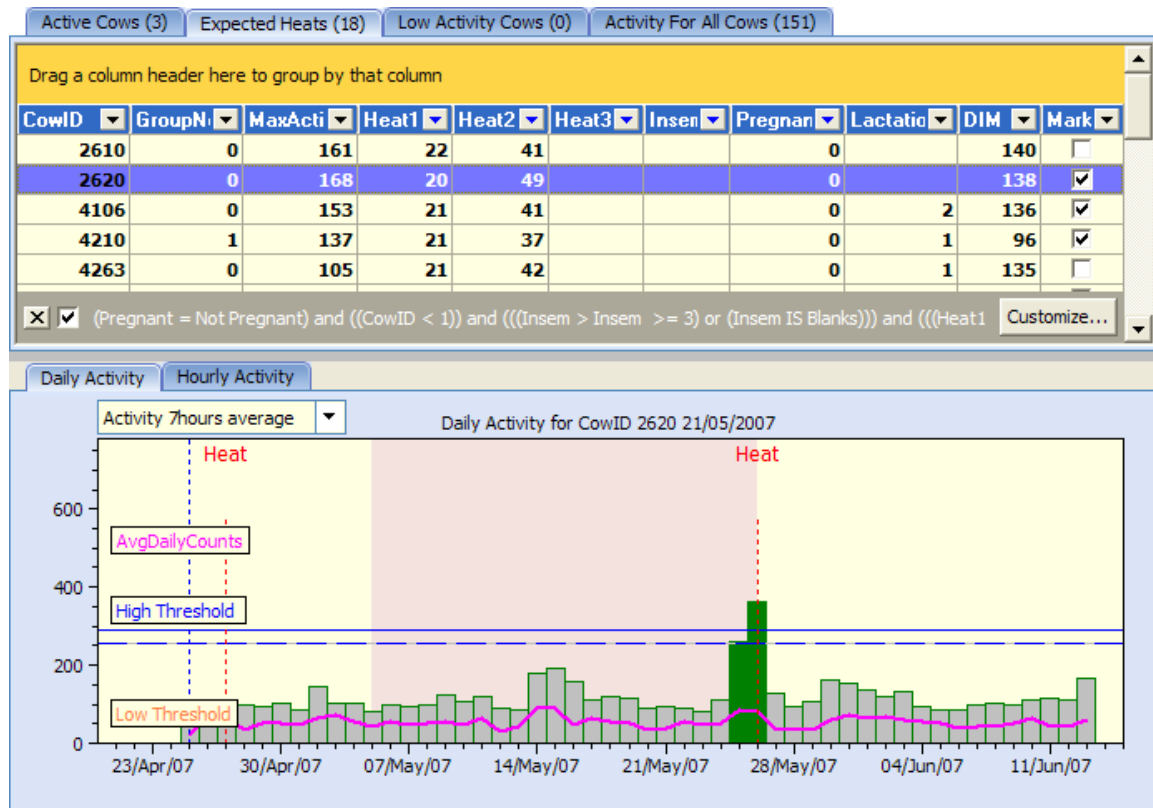 Active Cows (3) Expected Heats (18) Low Activity Cows (0) Activity For All Cows (151)
Drag a column header here to group by that column
CowID GroupN MaxActi Heat1 Heat2 Heat3 Insen Pregnan Lactatio DIM Mark
2610 0 161 22 41 0 140
2620 0 168 20 49 0 138
4106 0 153 21 41 0 2 136
4210 1 137 21 37 0 1 96
4263 0 105 21 42 0 1 135
(Pregnant = Not Pregnant) and ((CowID < 1)) and (((Insem > Insem >= 3) or (Insem IS Blanks))) and (((Heat1 Customize...
Daily Activity Hourly Activity
Activity 7hours average
Daily Activity for CowID 2620 21/05/2007
Heat Heat
600
AvgDailyCounts
400
High Threshold
200
Low Threshold
0
23/Apr/07 30/Apr/07 07/May/07 14/May/07 21/May/07 28/May/07 04/Jun/07 11/Jun/07